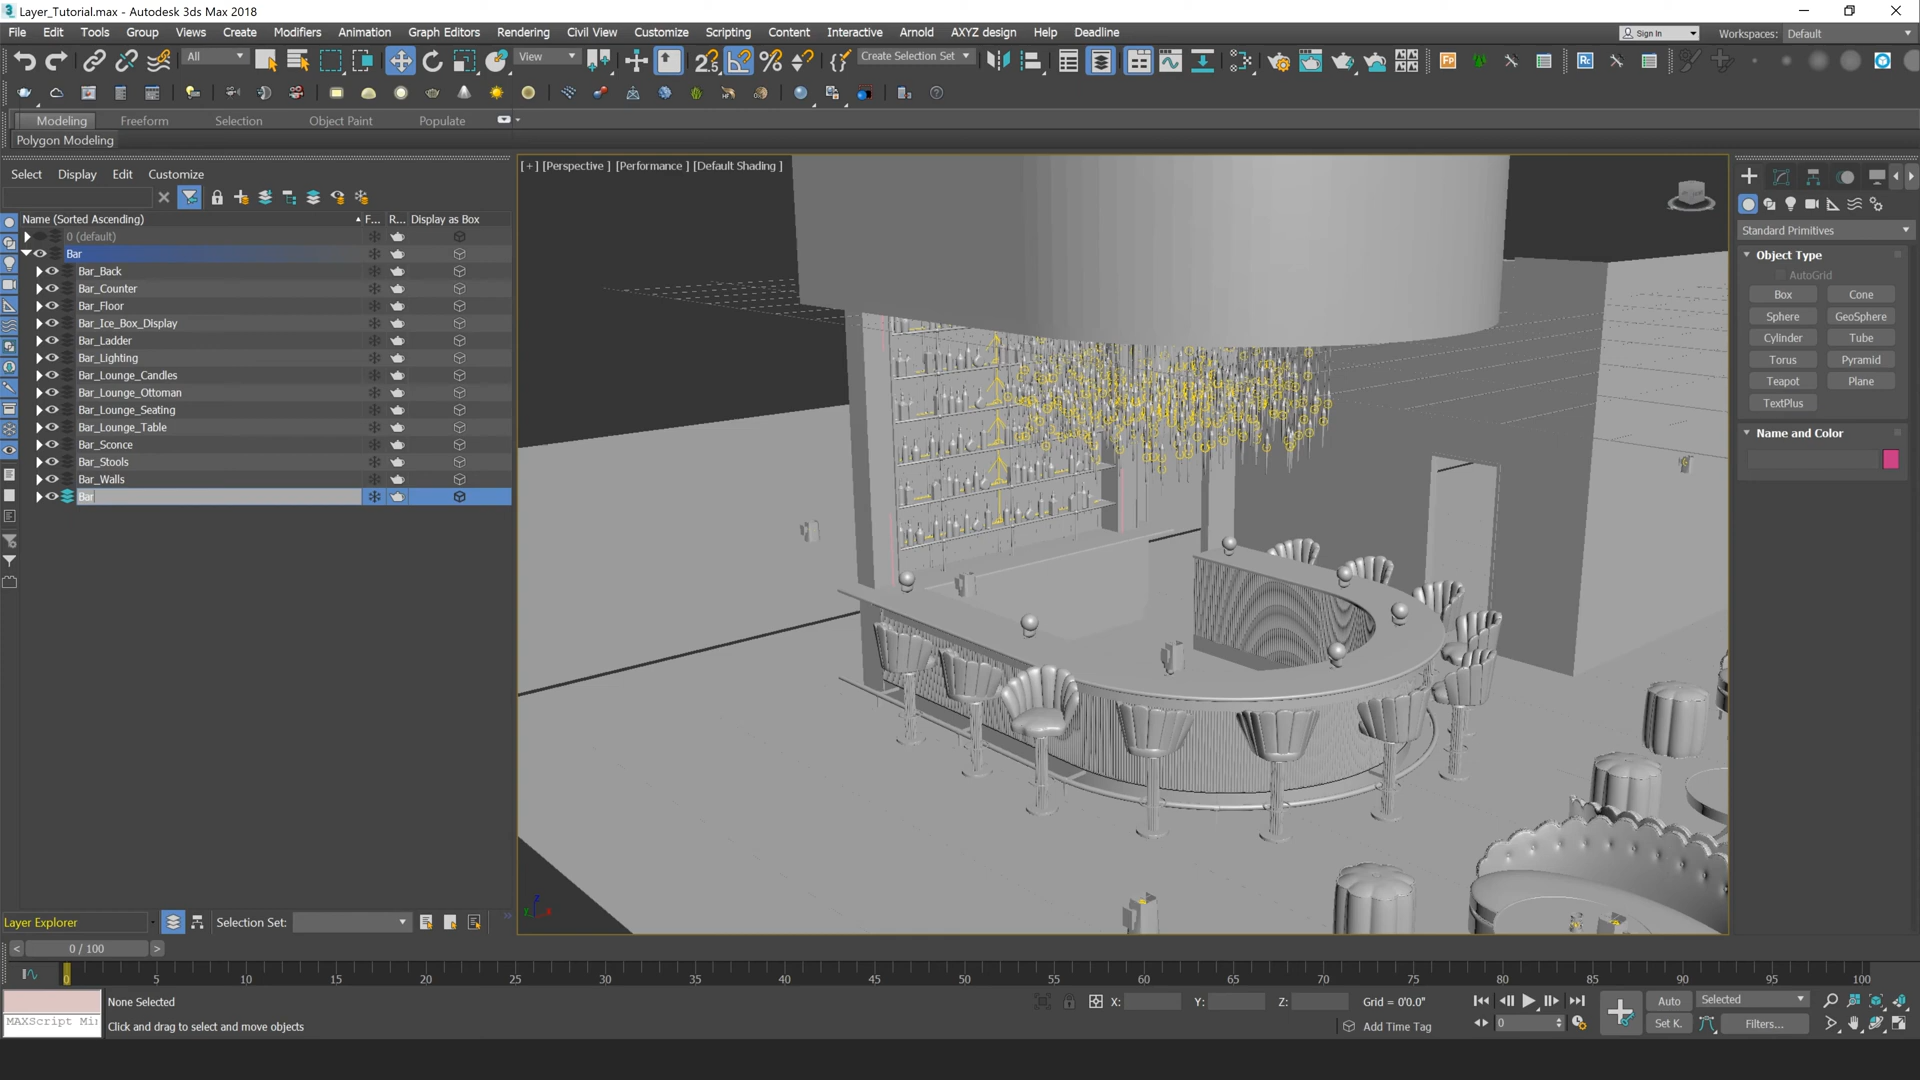 Layer_Tutorial.max - Autodesk 3ds Max 2018
File Edit Tools Group Views Create Modifiers Animation Graph Editors Rendering Civil View Customize Scripting Content Interactive Arnold AXYZ design Help Deadline
Sign In Workspaces: Default
All View Create Selection Set
Modeling Freeform Selection Object Paint Populate
Polygon Modeling
Select Display Edit Customize
Name (Sorted Ascending) F... R... Display as Box
0 (default)
Bar
Bar_Back
Bar_Counter
Bar_Floor
Bar_Ice_Box_Display
Bar_Ladder
Bar_Lighting
Bar_Lounge_Candles
Bar_Lounge_Ottoman
Bar_Lounge_Seating
Bar_Lounge_Table
Bar_Sconce
Bar_Stools
Bar_Walls
Bar
[+] [Perspective ] [Performance ] [Default Shading ]
Standard Primitives
Object Type
AutoGrid
Box Cone
Sphere GeoSphere
Cylinder Tube
Torus Pyramid
Teapot Plane
TextPlus
Name and Color
Layer Explorer Selection Set:
< 0 / 100 >
0 5 10 15 20 25 30 35 40 45 50 55 60 65 70 75 80 85 90 95 100
None Selected X: Y: Z: Grid = 0'0.0" Auto Selected
MAXScript Mi Click and drag to select and move objects Add Time Tag 0 Set K. Filters...